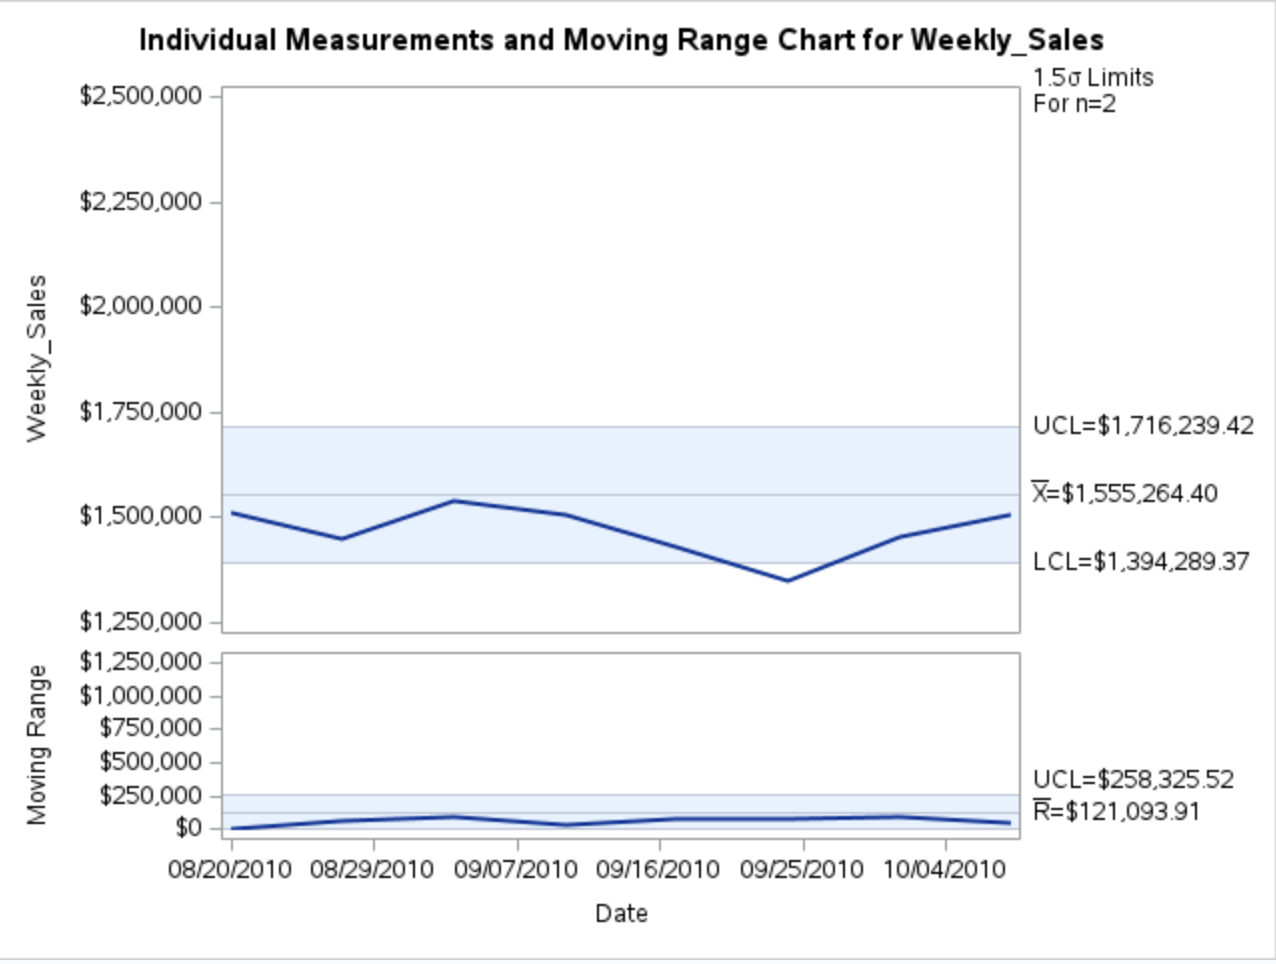 Individual Measurements and Moving Range Chart for Weekly_Sales
1.5σ Limits
For n=2
Weekly_Sales
$2,500,000
$2,250,000
$2,000,000
$1,750,000
$1,500,000
$1,250,000
UCL=$1,716,239.42
X̅=$1,555,264.40
LCL=$1,394,289.37
Moving Range
$1,250,000
$1,000,000
$750,000
$500,000
$250,000
$0
UCL=$258,325.52
R̅=$121,093.91
08/20/2010 08/29/2010 09/07/2010 09/16/2010 09/25/2010 10/04/2010
Date